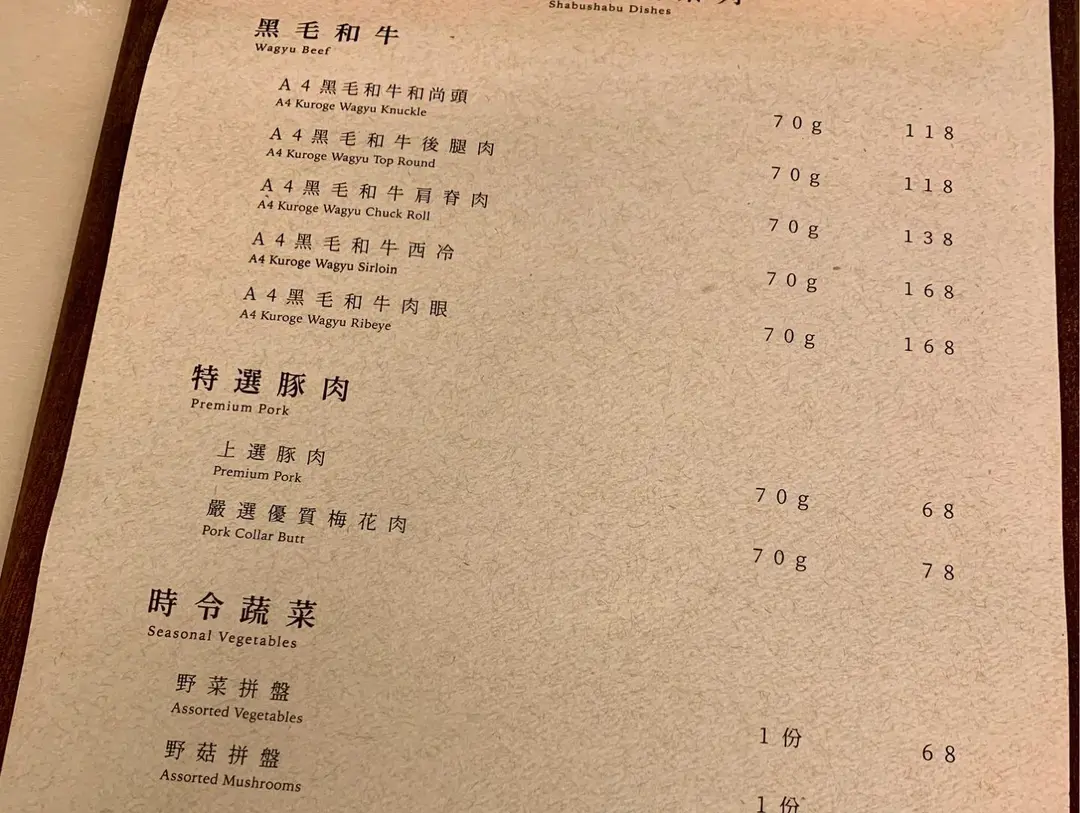 Shabushabu Dishes
黑毛和牛
Wagyu Beef
A4黑毛和牛和尚頭
A4 Kuroge Wagyu Knuckle
70g 118
A4黑毛和牛後腿肉
A4 Kuroge Wagyu Top Round
70g 118
A4黑毛和牛肩脊肉
A4 Kuroge Wagyu Chuck Roll
70g 138
A4黑毛和牛西冷
A4 Kuroge Wagyu Sirloin
70g 168
A4黑毛和牛肉眼
A4 Kuroge Wagyu Ribeye
70g 168
特選豚肉
Premium Pork
上選豚肉
Premium Pork
70g 68
嚴選優質梅花肉
Pork Collar Butt
70g 78
時令蔬菜
Seasonal Vegetables
野菜拼盤
Assorted Vegetables
1份 68
野菇拼盤
Assorted Mushrooms
1份